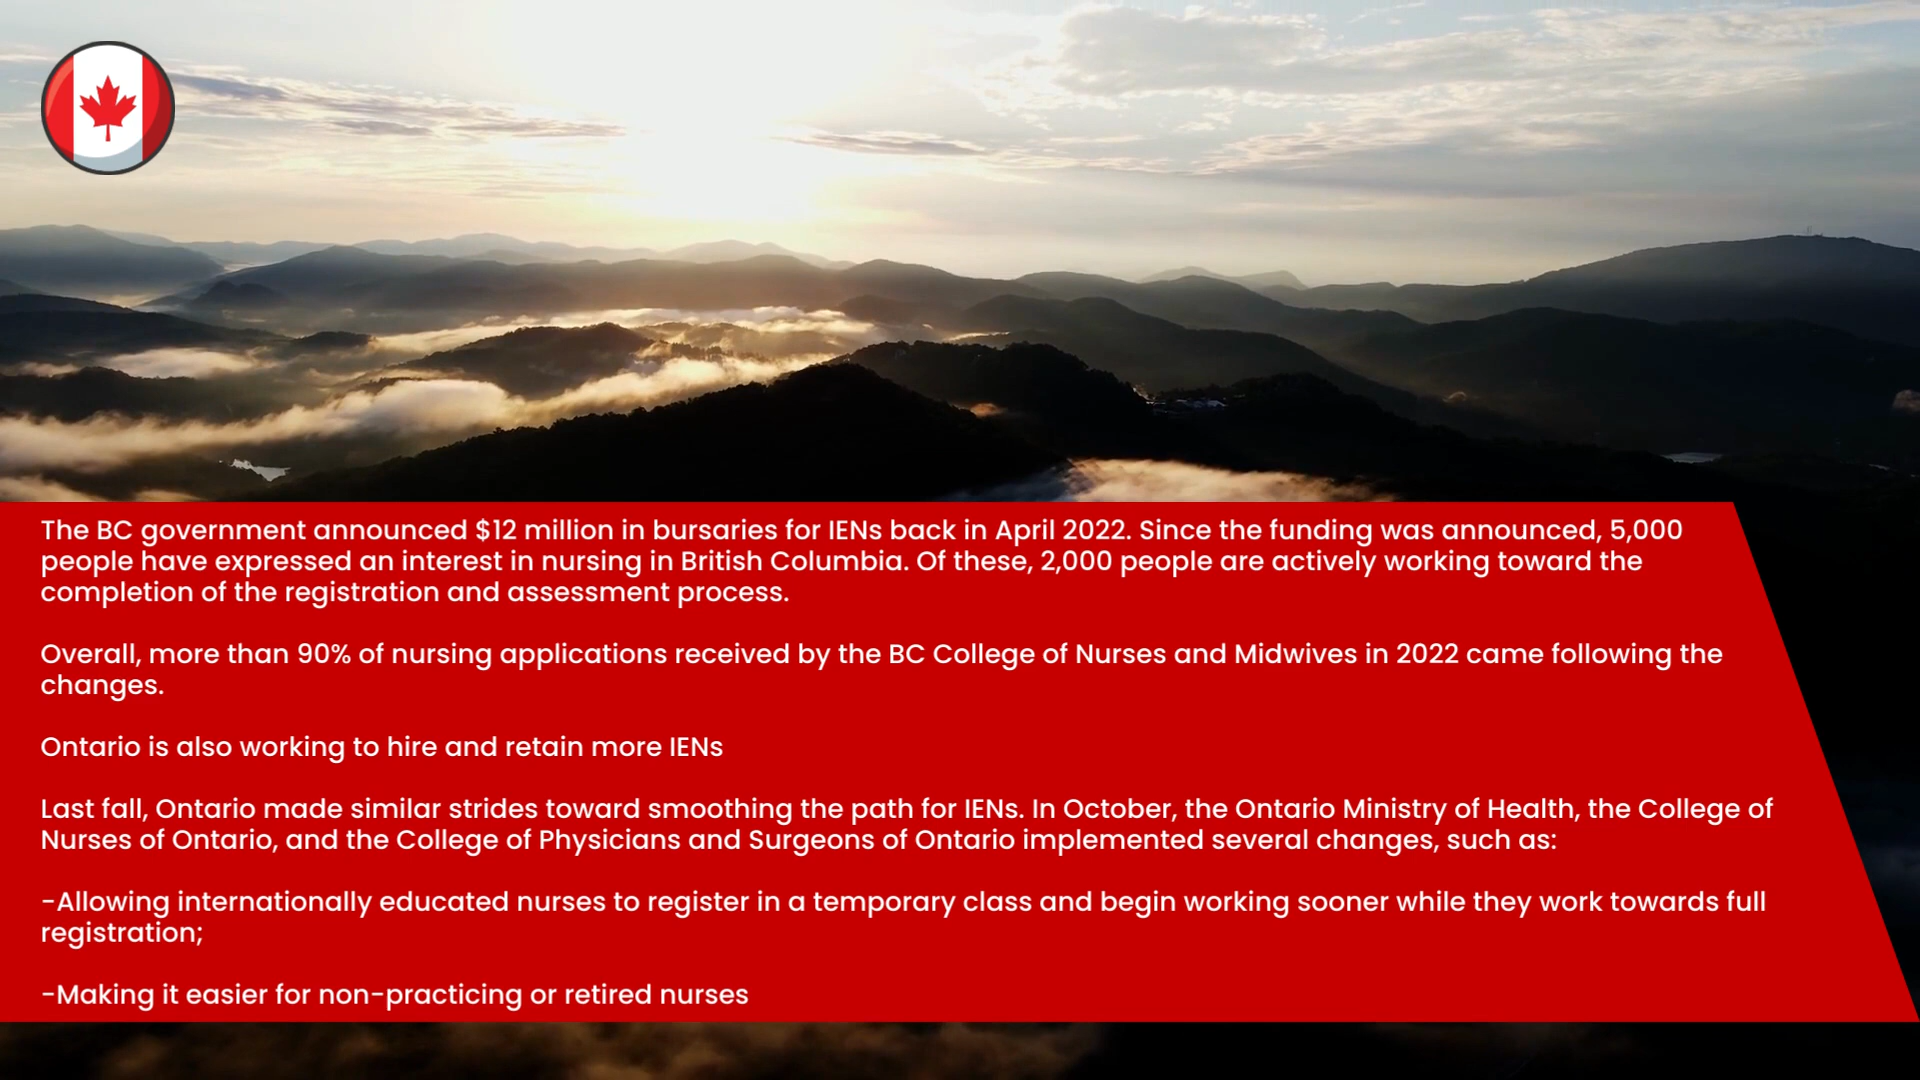 The BC government announced $12 million in bursaries for IENs back in April 2022. Since the funding was announced, 5,000
people have expressed an interest in nursing in British Columbia. Of these, 2,000 people are actively working toward the
completion of the registration and assessment process.
Overall, more than 90% of nursing applications received by the BC College of Nurses and Midwives in 2022 came following the
changes.
Ontario is also working to hire and retain more IENs
Last fall, Ontario made similar strides toward smoothing the path for IENs. In October, the Ontario Ministry of Health, the College of
Nurses of Ontario, and the College of Physicians and Surgeons of Ontario implemented several changes, such as:
-Allowing internationally educated nurses to register in a temporary class and begin working sooner while they work towards full
registration;
-Making it easier for non-practicing or retired nurses